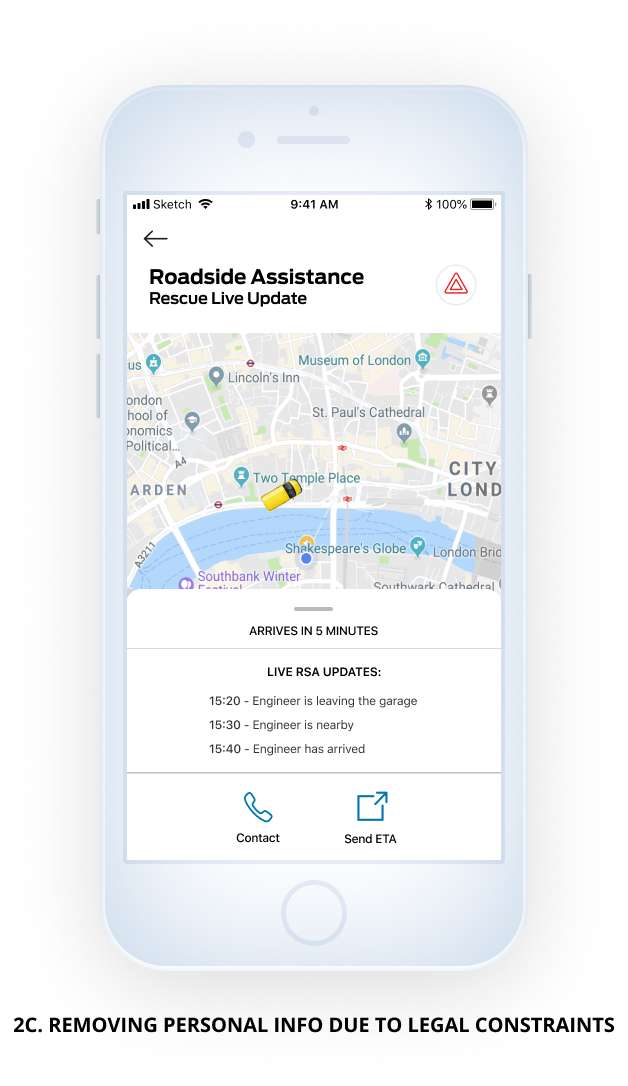 Sketch 9:41 AM 100%
Roadside Assistance
Rescue Live Update
us
Museum of London
Lincoln's Inn
ondon
hool of
onomics
Political...
St. Paul's Cathedral
A4
CITY
LOND
Two Temple Place
ARDEN
A3211
Shakespeare's Globe
London Brid
Southbank Winter
Festival
Southwark Cathedral
ARRIVES IN 5 MINUTES
LIVE RSA UPDATES:
15:20 - Engineer is leaving the garage
15:30 - Engineer is nearby
15:40 - Engineer has arrived
Contact Send ETA
2C. REMOVING PERSONAL INFO DUE TO LEGAL CONSTRAINTS